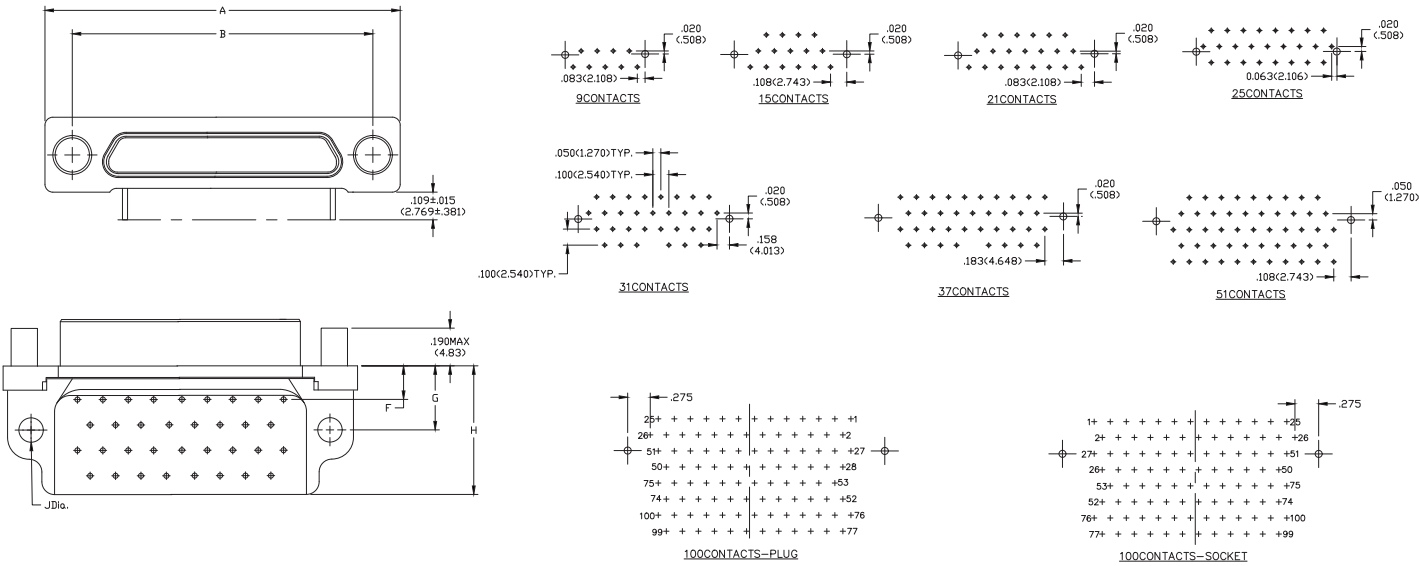 A
B
.109±.015
(2.769±.381)
.020
(.508)
.083(2.108)
9CONTACTS
.020
(.508)
.108(2.743)
15CONTACTS
.020
(.508)
.083(2.108)
21CONTACTS
.020
(.508)
0.063(2.106)
25CONTACTS
.050(1.270)TYP.
.100(2.540)TYP.
.020
(.508)
.158
(4.013)
.100(2.540)TYP.
31CONTACTS
.020
(.508)
.183(4.648)
37CONTACTS
.050
(1.270)
.108(2.743)
51CONTACTS
.190MAX
(4.83)
F
G
H
JDia.
.275
25 1
26 2
51 27
50 28
75 53
74 52
100 76
99 77
100CONTACTS-PLUG
.275
1 25
2 26
27 51
26 50
53 75
52 74
76 100
77 99
100CONTACTS-SOCKET